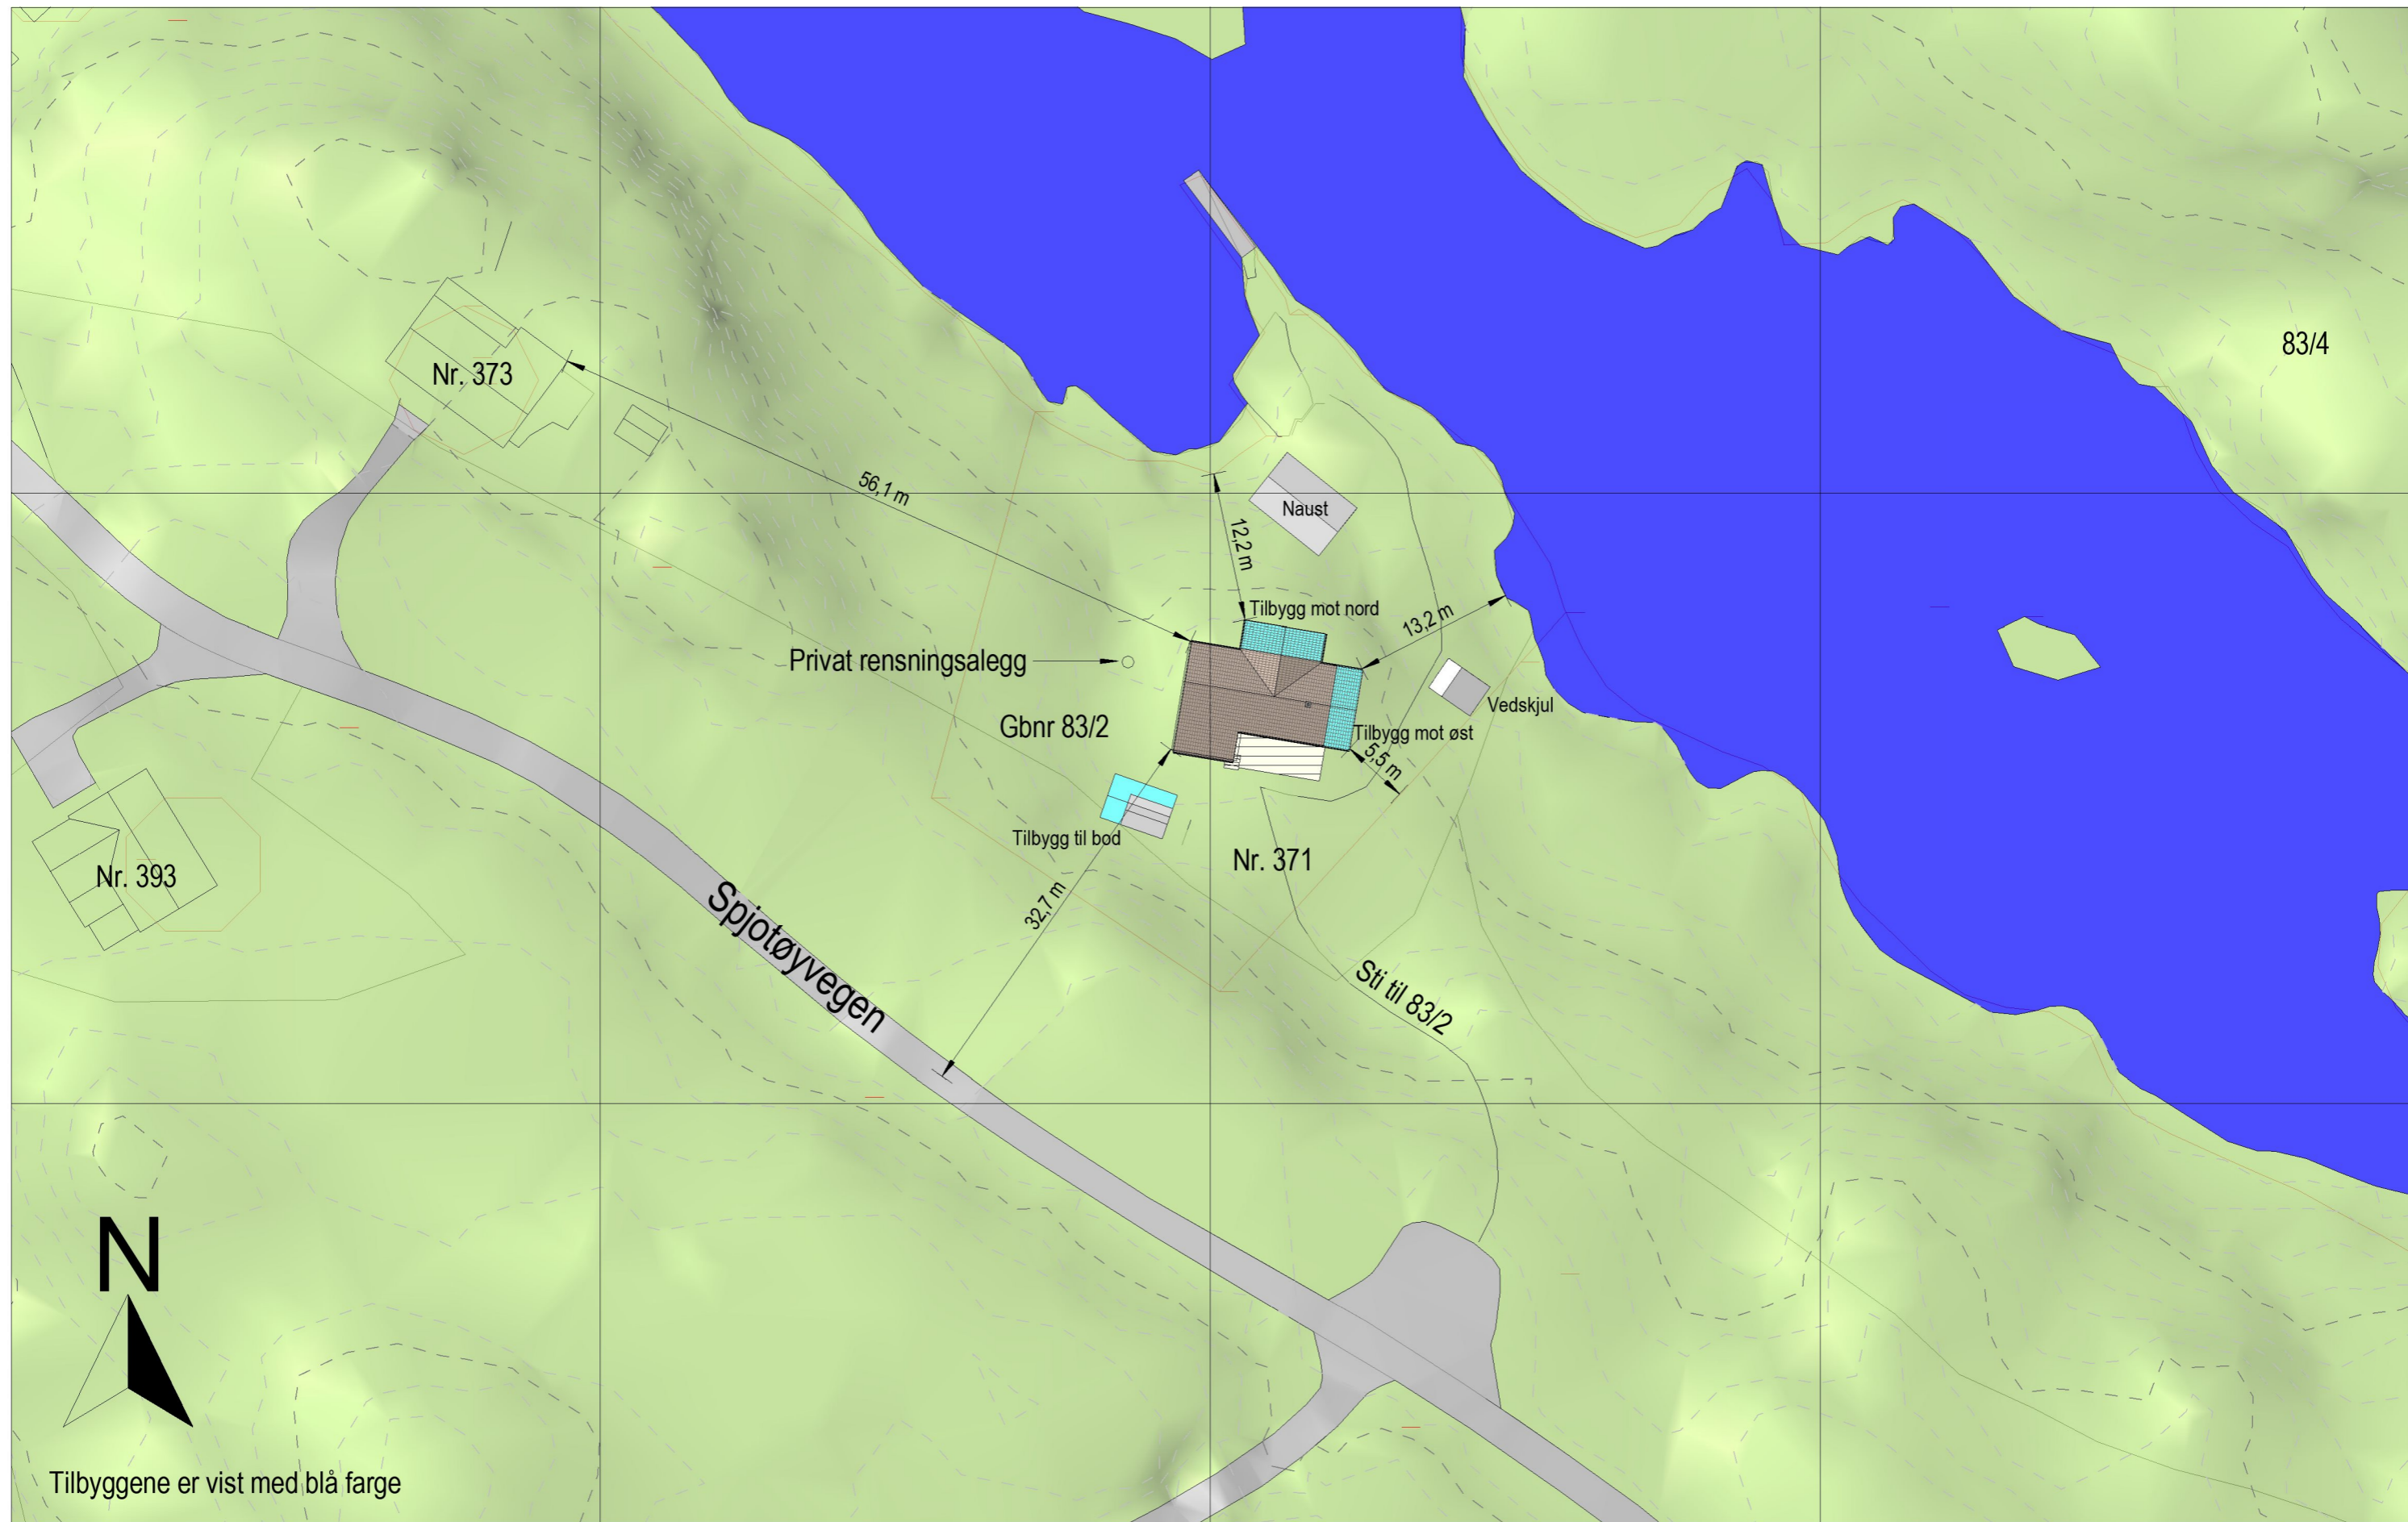 83/4
Nr. 373
56,1 m
Naust
12,2 m
Tilbygg mot nord
13,2 m
Privat rensningsalegg
Vedskjul
Gbnr 83/2
Tilbygg mot øst
5,5 m
Tilbygg til bod
Nr. 371
Nr. 393
32,7 m
Spjotøyvegen
Sti til 83/2
N
Tilbyggene er vist med blå farge